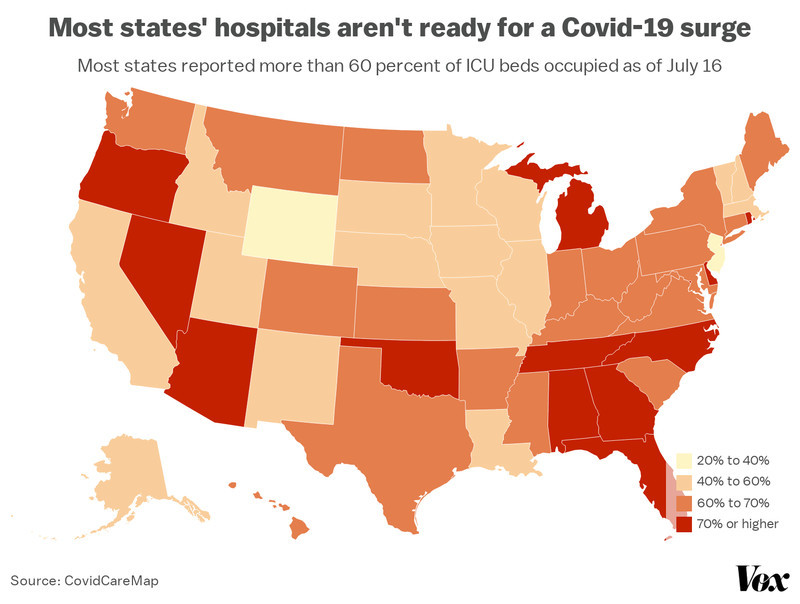 Most states' hospitals aren't ready for a Covid-19 surge
Most states reported more than 60 percent of ICU beds occupied as of July 16
20% to 40%
40% to 60%
60% to 70%
70% or higher
Source: CovidCareMap
Vox